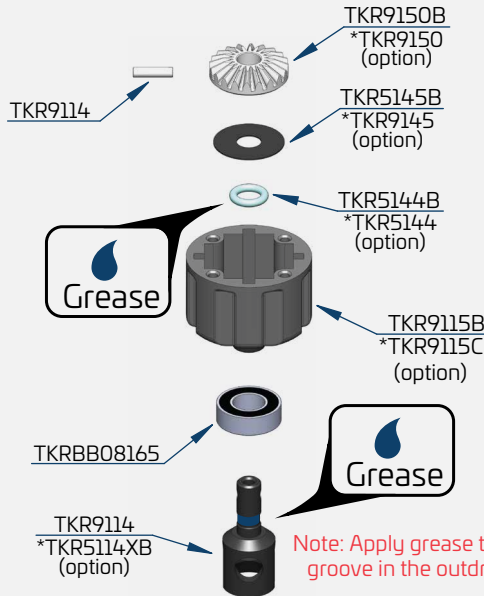 TKR9150B
*TKR9150
(option)
TKR9114
TKR5145B
*TKR9145
(option)
TKR5144B
*TKR5144
(option)
Grease
TKR9115B
*TKR9115C
(option)
TKRBB08165
Grease
TKR9114
*TKR5114XB
(option)
Note: Apply grease
groove in the